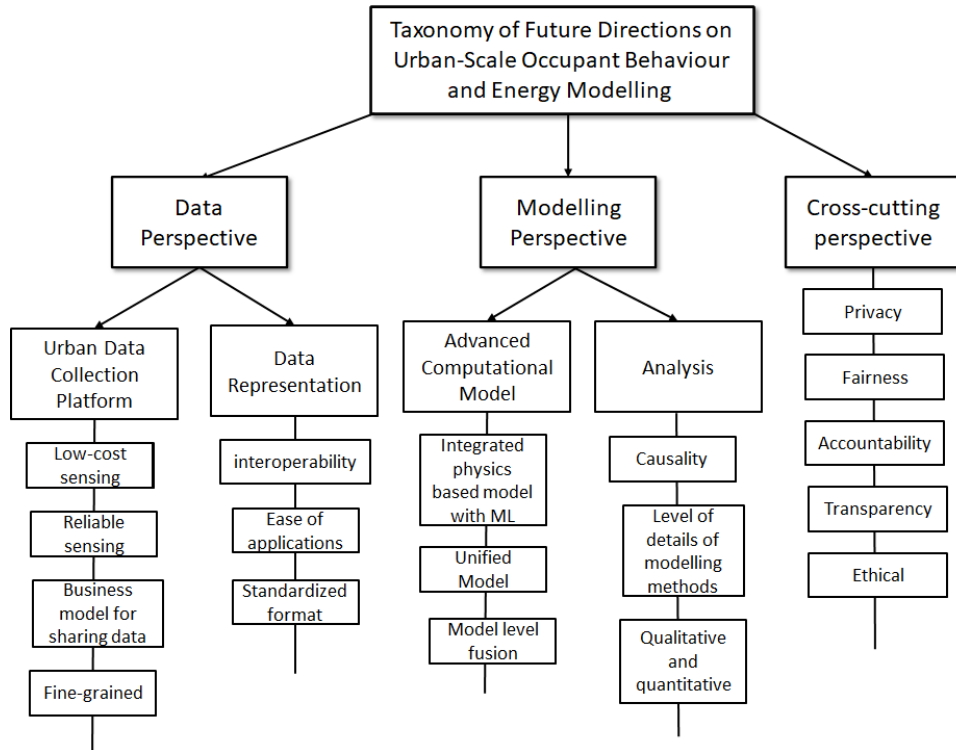 Taxonomy of Future Directions on
Urban-Scale Occupant Behaviour
and Energy Modelling
Data
Perspective
Modelling
Perspective
Cross-cutting
perspective
Urban Data
Collection
Platform
Low-cost
sensing
Reliable
sensing
Business
model for
sharing data
Fine-grained
Data
Representation
interoperability
Ease of
applications
Standardized
format
Advanced
Computational
Model
Integrated
physics
based model
with ML
Unified
Model
Model level
fusion
Analysis
Causality
Level of
details of
modelling
methods
Qualitative
and
quantitative
Privacy
Fairness
Accountability
Transparency
Ethical